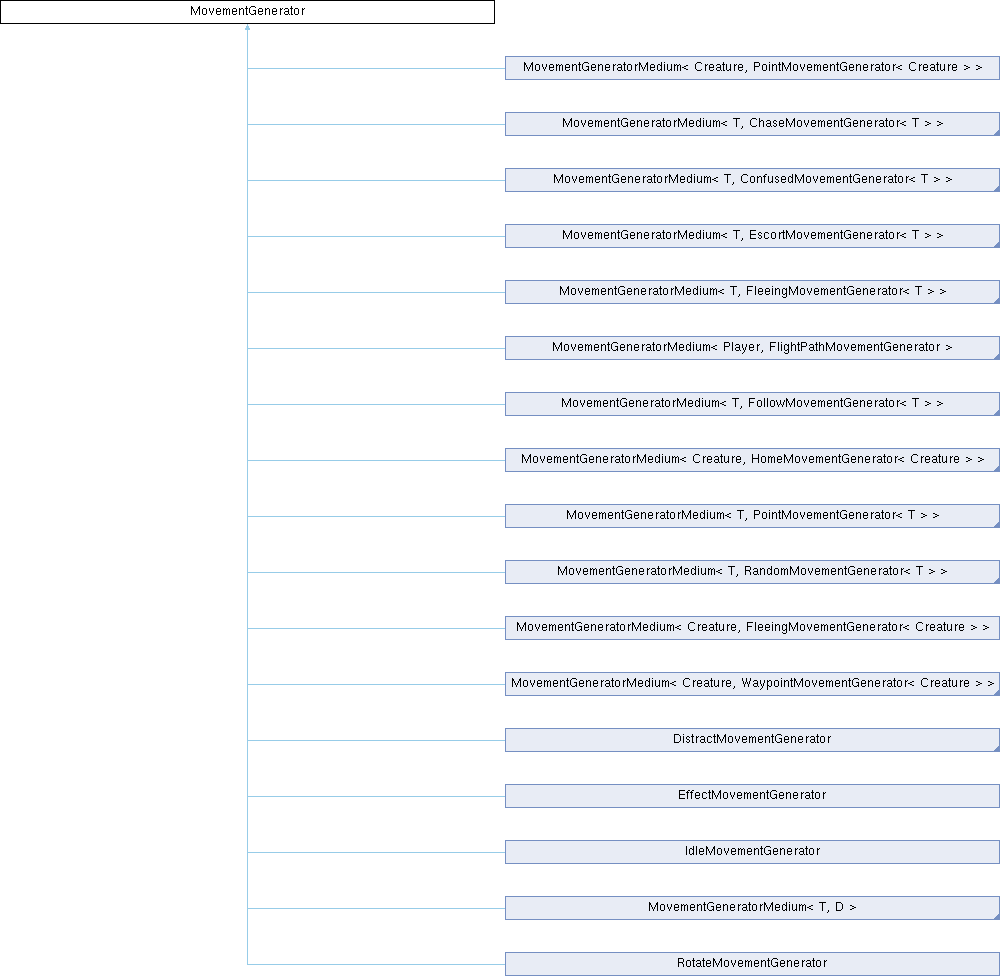 MovementGenerator
MovementGeneratorMedium< Creature, PointMovementGenerator< Creature > >
MovementGeneratorMedium< T, ChaseMovementGenerator< T > >
MovementGeneratorMedium< T, ConfusedMovementGenerator< T > >
MovementGeneratorMedium< T, EscortMovementGenerator< T > >
MovementGeneratorMedium< T, FleeingMovementGenerator< T > >
MovementGeneratorMedium< Player, FlightPathMovementGenerator >
MovementGeneratorMedium< T, FollowMovementGenerator< T > >
MovementGeneratorMedium< Creature, HomeMovementGenerator< Creature > >
MovementGeneratorMedium< T, PointMovementGenerator< T > >
MovementGeneratorMedium< T, RandomMovementGenerator< T > >
MovementGeneratorMedium< Creature, FleeingMovementGenerator< Creature > >
MovementGeneratorMedium< Creature, WaypointMovementGenerator< Creature > >
DistractMovementGenerator
EffectMovementGenerator
IdleMovementGenerator
MovementGeneratorMedium< T, D >
RotateMovementGenerator